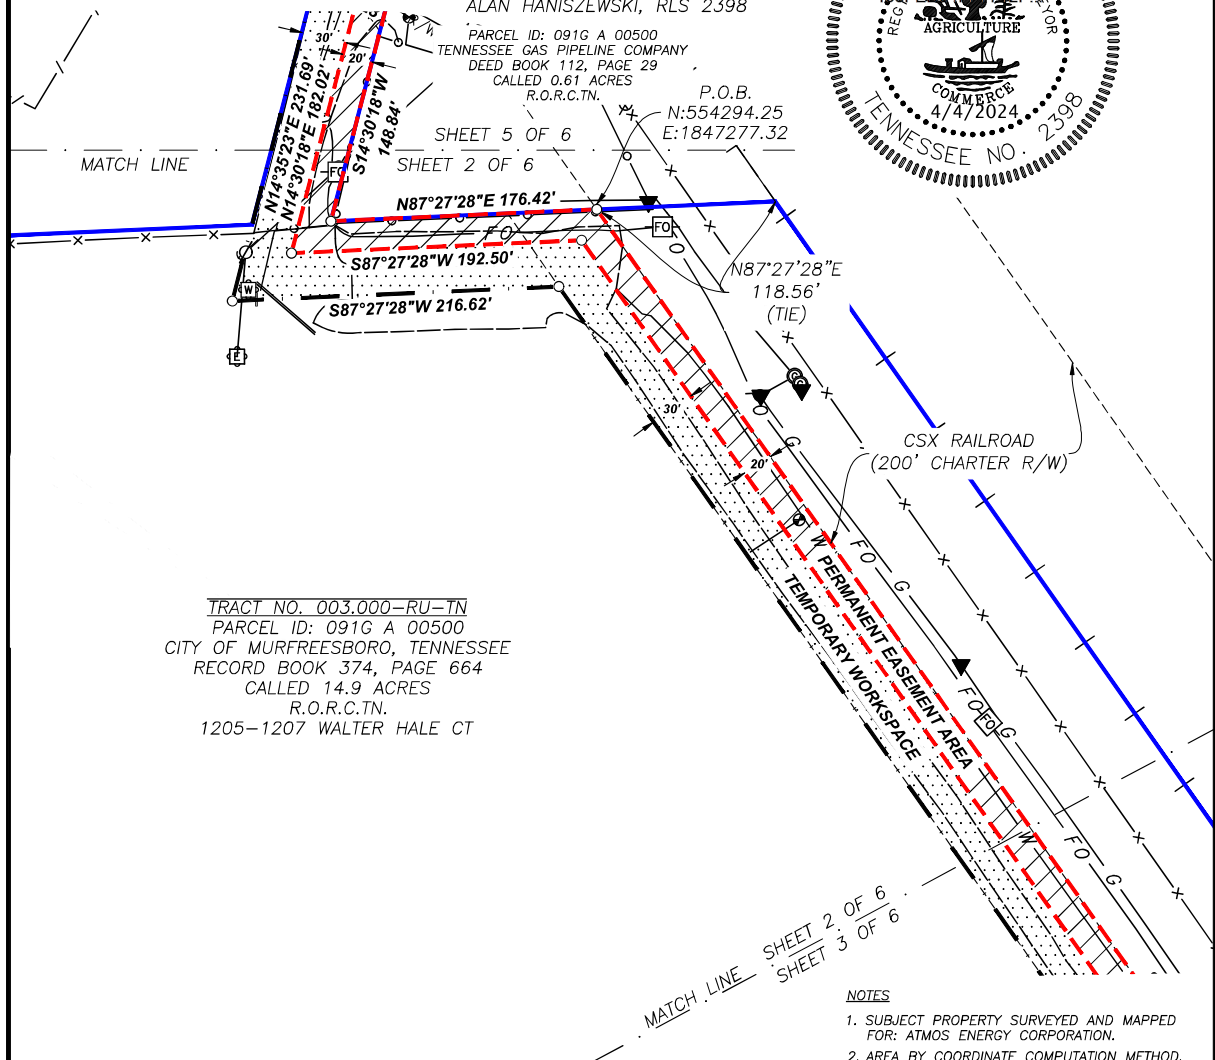 ALAN HANISZEWSKI, RLS 2398
PARCEL ID: 091G A 00500
TENNESSEE GAS PIPELINE COMPANY
DEED BOOK 112, PAGE 29
CALLED 0.61 ACRES
R.O.R.C.TN.
P.O.B.
N:554294.25
E:1847277.32
AGRICULTURE
COMMERCE
4/4/2024
TENNESSEE NO. 2398
30'
20'
N14°35'23"E 231.69'
N14°30'18"E 182.02'
S14°30'18"W
148.84'
SHEET 5 OF 6
MATCH LINE
SHEET 2 OF 6
FO
N87°27'28"E 176.42'
FO
FO
S87°27'28"W 192.50'
S87°27'28"W 216.62'
W
E
N87°27'28"E
118.56'
(TIE)
O
O
G
G
G
30'
20'
CSX RAILROAD
(200' CHARTER R/W)
W
FO
G
PERMANENT EASEMENT AREA
TEMPORARY WORKSPACE
TRACT NO. 003.000-RU-TN
PARCEL ID: 091G A 00500
CITY OF MURFREESBORO, TENNESSEE
RECORD BOOK 374, PAGE 664
CALLED 14.9 ACRES
R.O.R.C.TN.
1205-1207 WALTER HALE CT
FO
FO
G
W
FO
G
MATCH LINE
SHEET 2 OF 6
SHEET 3 OF 6
NOTES
1. SUBJECT PROPERTY SURVEYED AND MAPPED
FOR: ATMOS ENERGY CORPORATION.
2. AREA BY COORDINATE COMPUTATION METHOD.